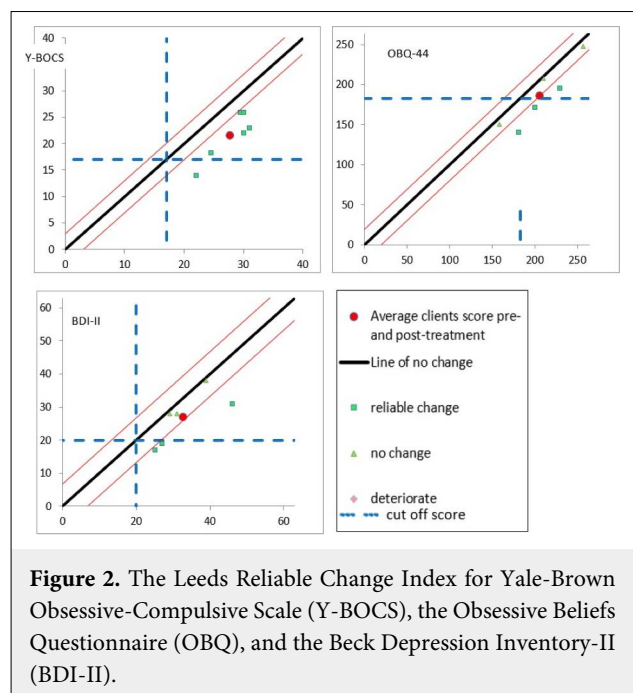 Y-BOCS
40
35
30
25
20
15
10
5
0
0
20
40
OBQ-44
250
200
150
100
50
0
0
50
100
150
200
250
BDI-II
60
50
40
30
20
10
0
0
20
40
60
Average clients score pre-
and post-treatment
Line of no change
reliable change
no change
deteriorate
cut off score
Figure 2. The Leeds Reliable Change Index for Yale-Brown
Obsessive-Compulsive Scale (Y-BOCS), the Obsessive Beliefs
Questionnaire (OBQ), and the Beck Depression Inventory-II
(BDI-II).